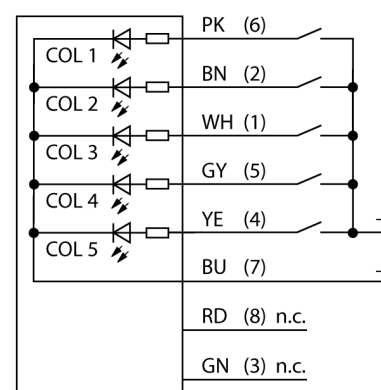 PK (6)
COL 1
BN (2)
COL 2
WH (1)
COL 3
GY (5)
COL 4
YE (4)
COL 5
BU (7)
RD (8) n.c.
GN (3) n.c.